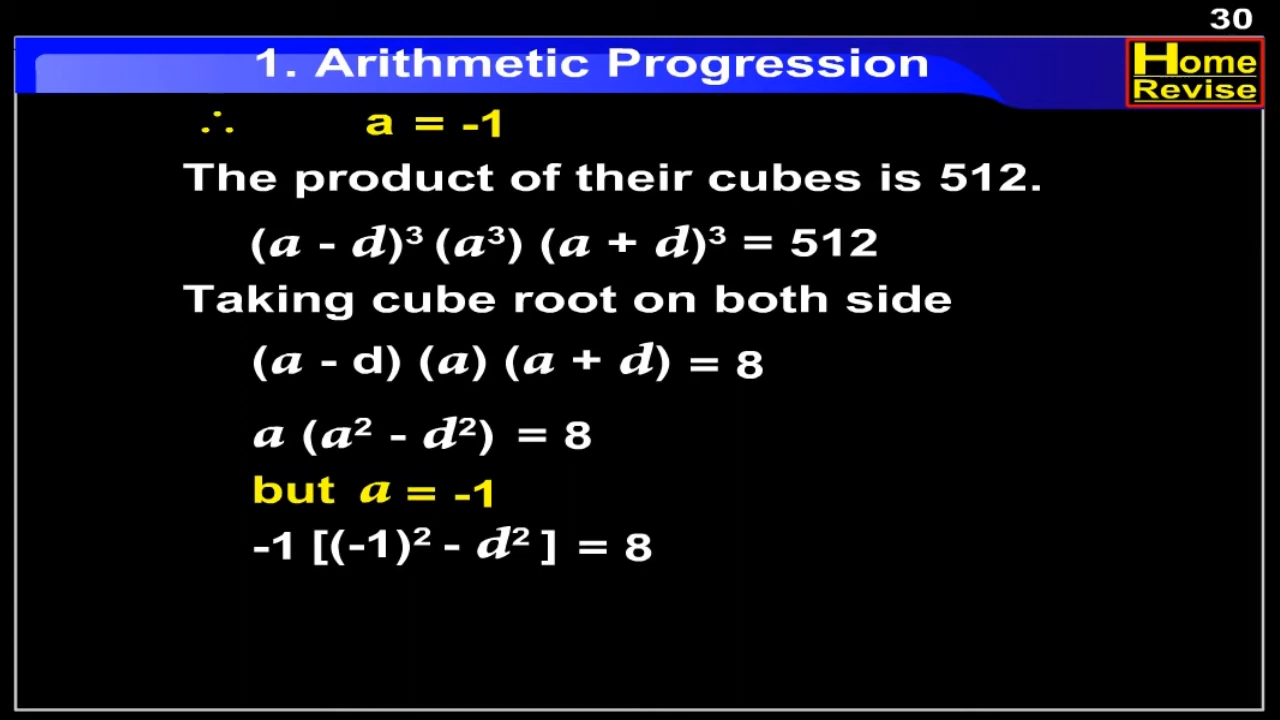 30
1. Arithmetic Progression
Home
Revise
∴ a = -1
The product of their cubes is 512.
(a - d)³ (a³) (a + d)³ = 512
Taking cube root on both side
(a - d) (a) (a + d) = 8
a (a² - d²) = 8
but a = -1
-1 [(-1)² - d² ] = 8